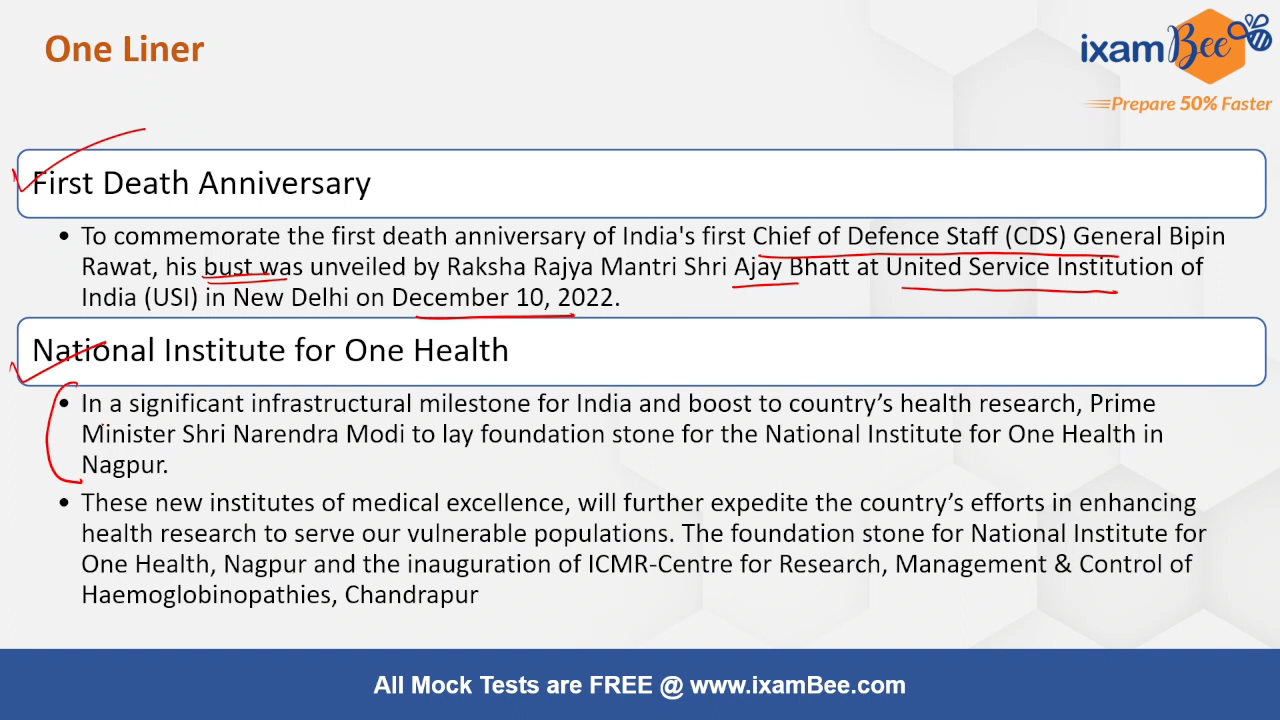 One Liner
ixamBee
Prepare 50% Faster
First Death Anniversary
• To commemorate the first death anniversary of India's first Chief of Defence Staff (CDS) General Bipin
Rawat, his bust was unveiled by Raksha Rajya Mantri Shri Ajay Bhatt at United Service Institution of
India (USI) in New Delhi on December 10, 2022.
National Institute for One Health
• In a significant infrastructural milestone for India and boost to country’s health research, Prime
Minister Shri Narendra Modi to lay foundation stone for the National Institute for One Health in
Nagpur.
• These new institutes of medical excellence, will further expedite the country’s efforts in enhancing
health research to serve our vulnerable populations. The foundation stone for National Institute for
One Health, Nagpur and the inauguration of ICMR-Centre for Research, Management & Control of
Haemoglobinopathies, Chandrapur
All Mock Tests are FREE @ www.ixamBee.com